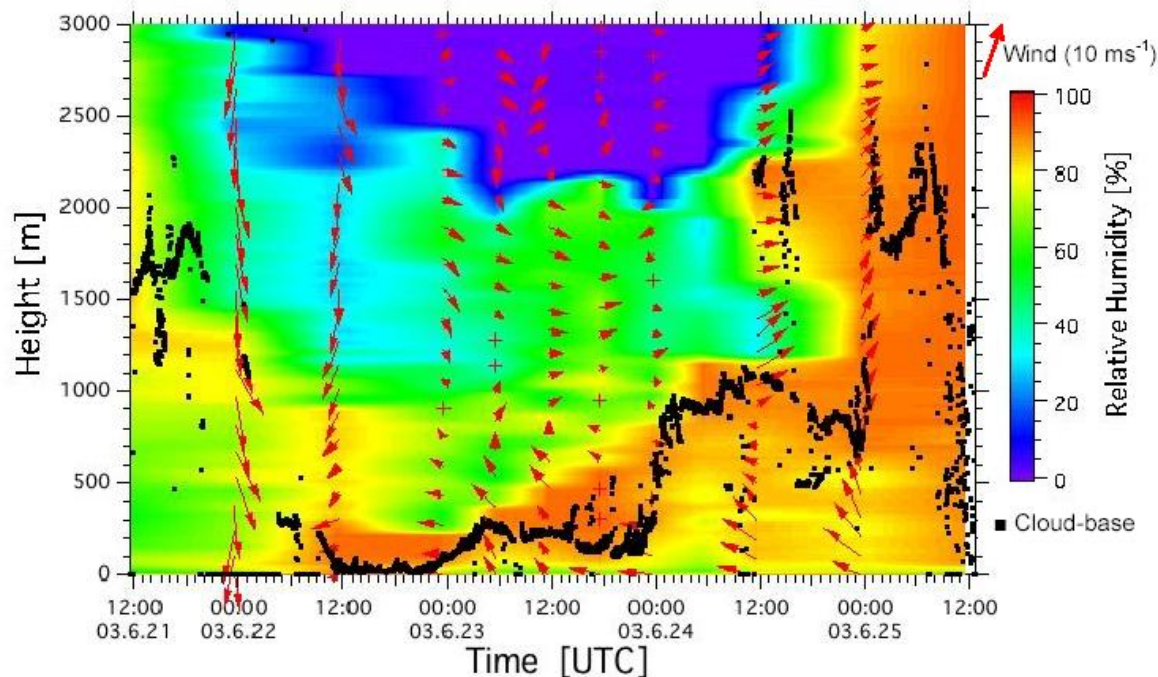 3000
2500
2000
1500
1000
500
0
Height [m]
12:00 00:00 12:00 00:00 12:00 00:00 12:00 00:00 12:00
03.6.21 03.6.22 03.6.23 03.6.24 03.6.25
Time [UTC]
Wind (10 ms⁻¹)
100
80
60
40
20
0
Relative Humidity [%]
Cloud-base